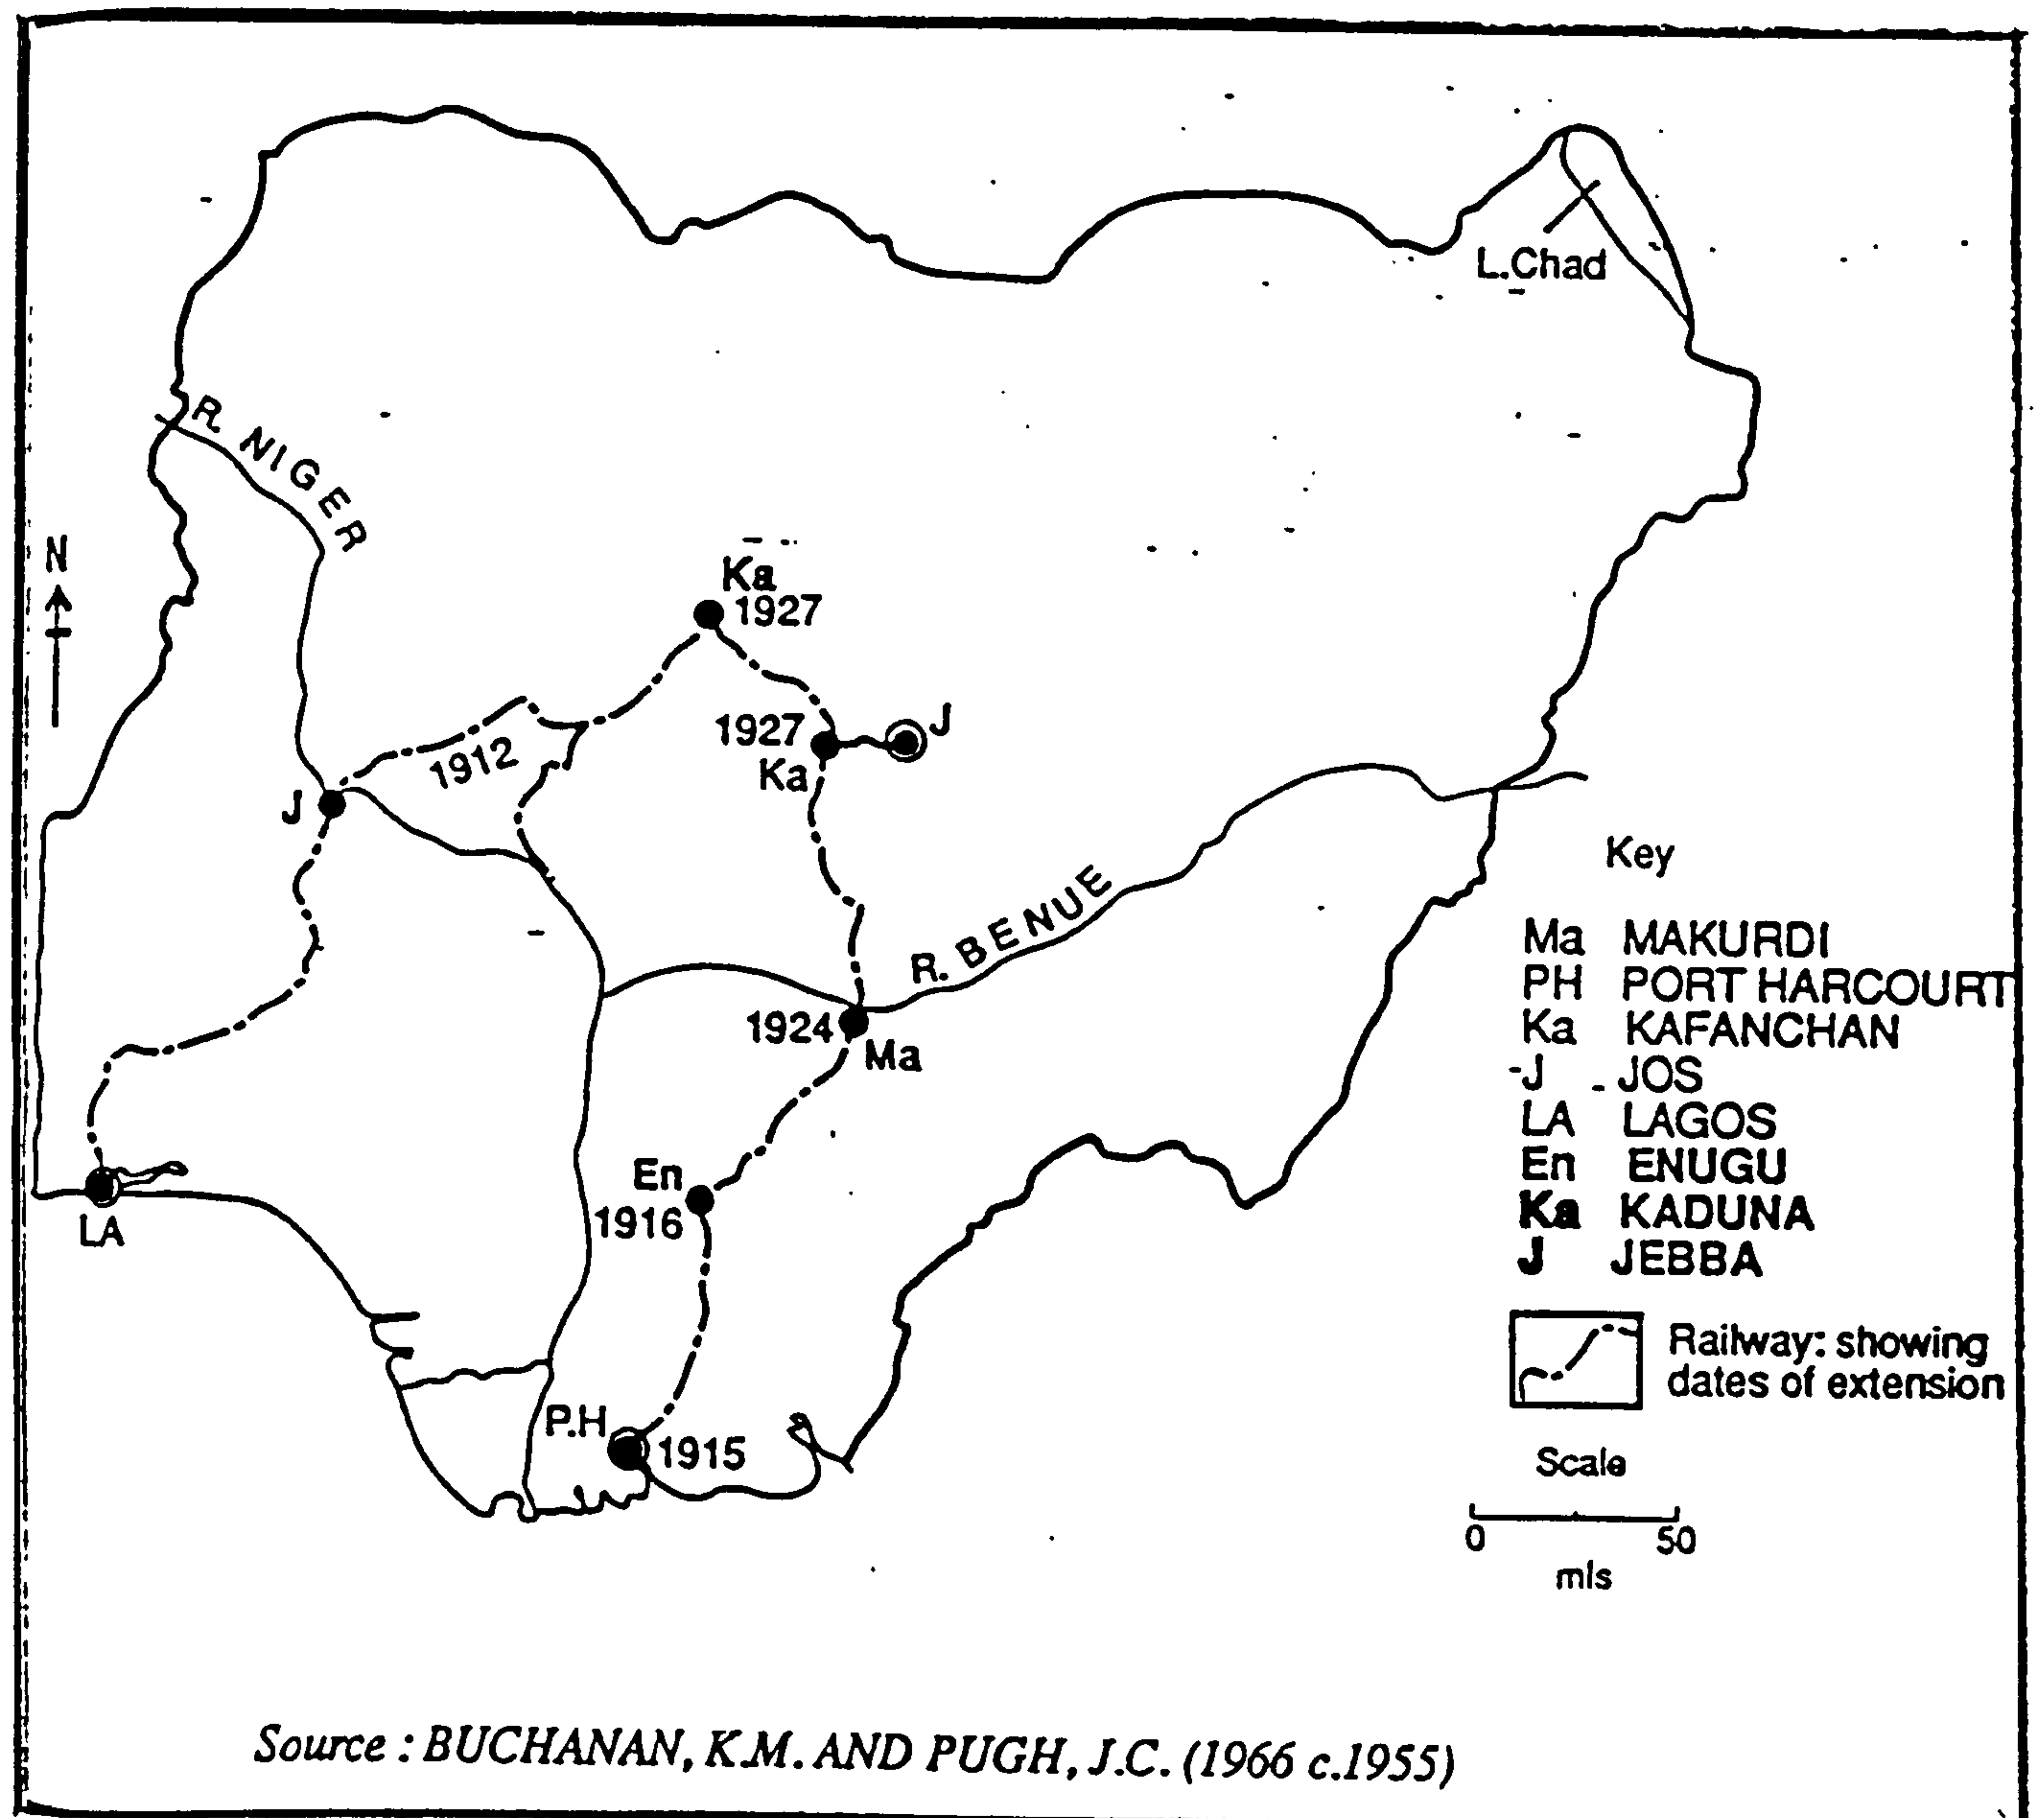 L.Chad
R. NIGER
N
Ka
1927
1927
J
Ka
1912
J
Key
R. BENUE
Ma MAKURDI
PH PORT HARCOURT
Ka KAFANCHAN
J JOS
LA LAGOS
En ENUGU
Ka KADUNA
J JEBBA
1924
Ma
En
1916
LA
Railway: showing
dates of extension
P.H
1915
Scale
0 50
mls
Source : BUCHANAN, K.M. AND PUGH, J.C. (1966 c.1955)